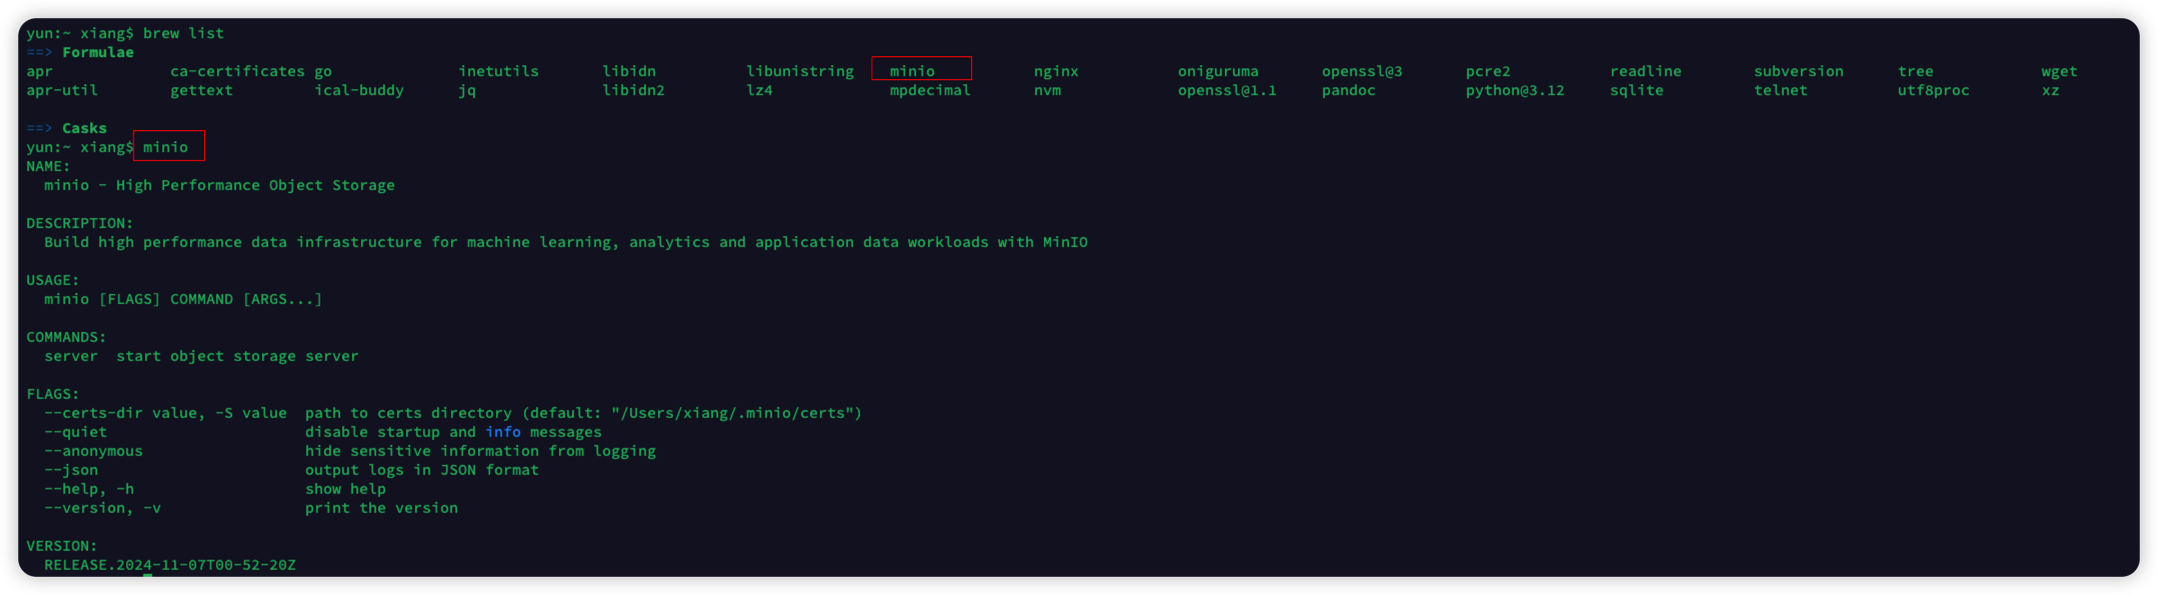 yun:~ xiang$ brew list
==> Formulae
apr ca-certificates go inetutils libidn libunistring minio nginx oniguruma openssl@3 pcre2 readline subversion tree wget
apr-util gettext ical-buddy jq libidn2 lz4 mpdecimal nvm openssl@1.1 pandoc python@3.12 sqlite telnet utf8proc xz
==> Casks
yun:~ xiang$ minio
NAME:
minio - High Performance Object Storage
DESCRIPTION:
Build high performance data infrastructure for machine learning, analytics and application data workloads with MinIO
USAGE:
minio [FLAGS] COMMAND [ARGS...]
COMMANDS:
server start object storage server
FLAGS:
--certs-dir value, -S value path to certs directory (default: "/Users/xiang/.minio/certs")
--quiet disable startup and info messages
--anonymous hide sensitive information from logging
--json output logs in JSON format
--help, -h show help
--version, -v print the version
VERSION:
RELEASE.2024-11-07T00-52-20Z